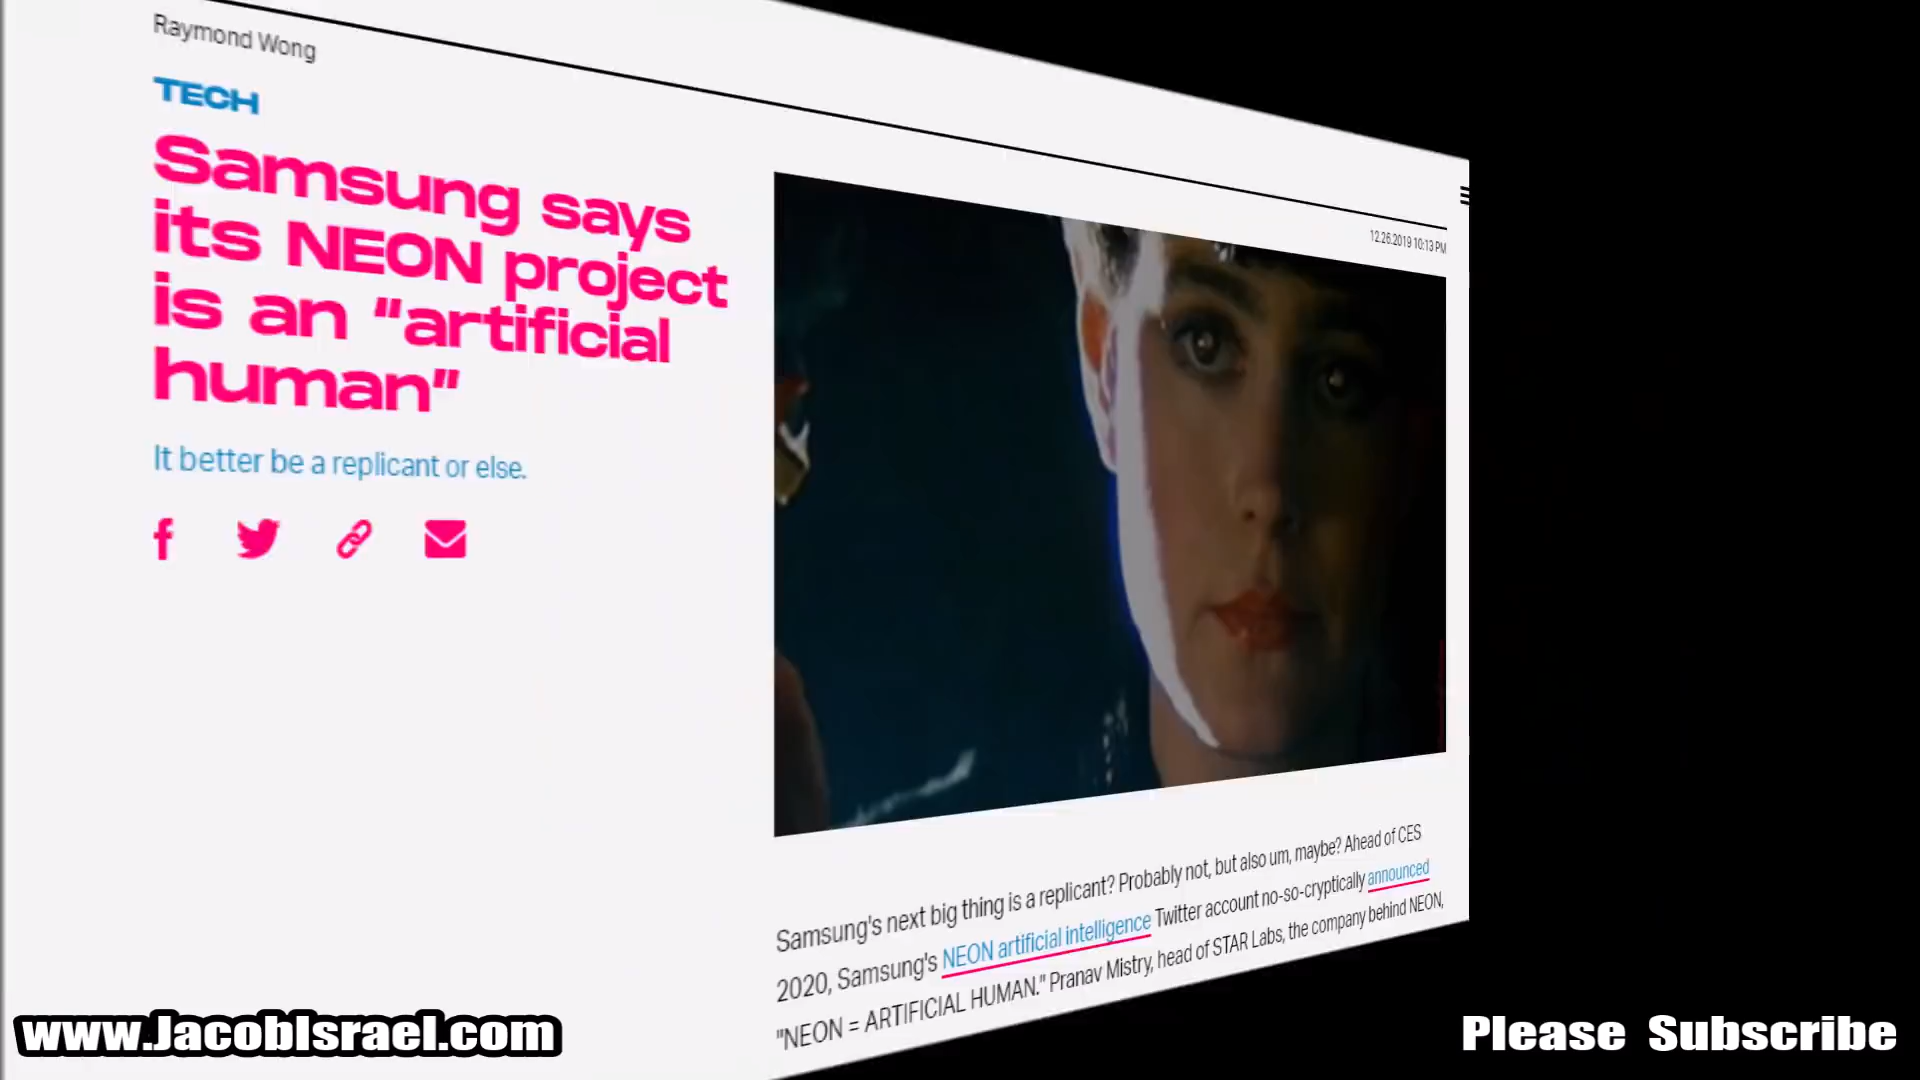 Raymond Wong
TECH
Samsung says
its NEON project
is an “artificial
human”
It better be a replicant or else.
12.26.2019 10:13 PM
Samsung's next big thing is a replicant? Probably not, but also um, maybe? Ahead of CES
2020, Samsung's NEON artificial intelligence Twitter account no-so-cryptically announced
"NEON = ARTIFICIAL HUMAN." Pranav Mistry, head of STAR Labs, the company behind NEON,
www.JacobIsrael.com
Please Subscribe